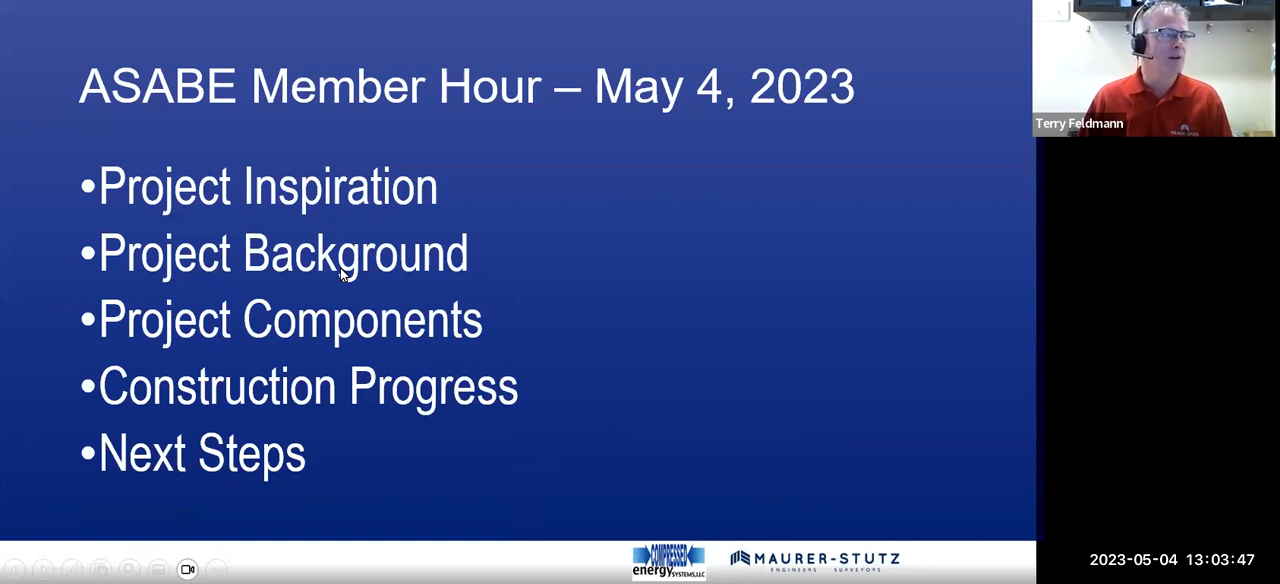 ASABE Member Hour – May 4, 2023
•Project Inspiration
•Project Background
•Project Components
•Construction Progress
•Next Steps
Terry Feldmann
COMPRESSED
energy SYSTEMS, LLC
MAURER-STUTZ
ENGINEERS SURVEYORS
2023-05-04 13:03:47